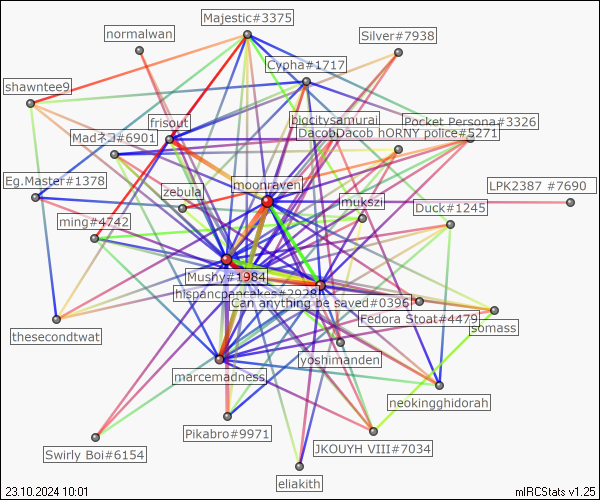 Majestic#3375
normalwan
Silver#7938
Cypha#1717
shawntee9
frisout
bigcitysamurai
Pocket Persona#3326
Madネコ#6901
DacobDacob
hORNY police#5271
Eg.Master#1378
zebula
moonraven
LPK2387 #7690
mukszi
Duck#1245
ming#4742
Mushy#1984
hispancpancakes#2928
Can anything be saved#0396
Fedora Stoat#4479
somass
thesecondtwat
yoshimanden
marcemadness
neokingghidorah
Pikabro#9971
JKOUYH VIII#7034
Swirly Boi#6154
eliakith
23.10.2024 10:01
mIRCStats v1.25